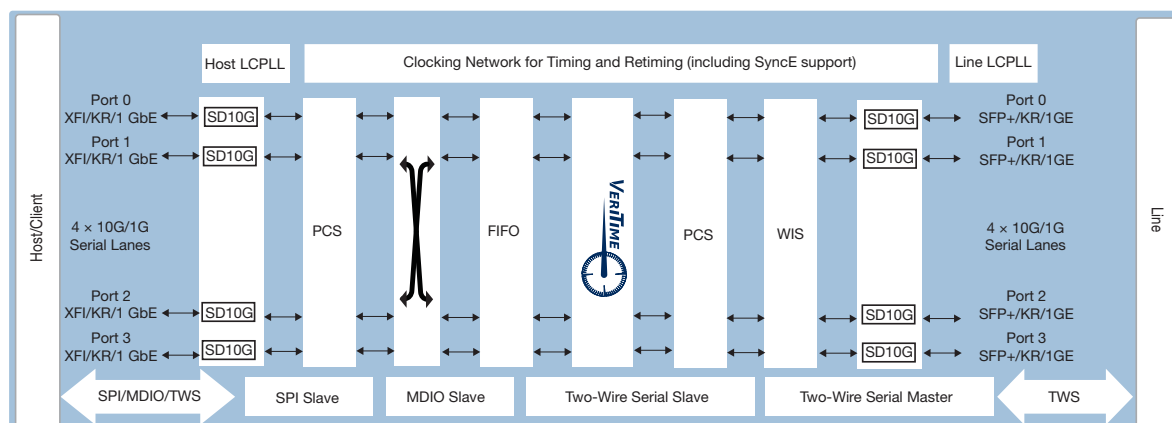 Host LCPLL
Clocking Network for Timing and Retiming (including SyncE support)
Line LCPLL
Host/Client
Port 0
XFI/KR/1 GbE
SD10G
SD10G
Port 0
SFP+/KR/1GE
Port 1
XFI/KR/1 GbE
SD10G
SD10G
Port 1
SFP+/KR/1GE
4 × 10G/1G
Serial Lanes
PCS
FIFO
VERITIME
PCS
WIS
4 × 10G/1G
Serial Lanes
Line
Port 2
XFI/KR/1 GbE
SD10G
SD10G
Port 2
SFP+/KR/1GE
Port 3
XFI/KR/1 GbE
SD10G
SD10G
Port 3
SFP+/KR/1GE
SPI/MDIO/TWS
SPI Slave
MDIO Slave
Two-Wire Serial Slave
Two-Wire Serial Master
TWS